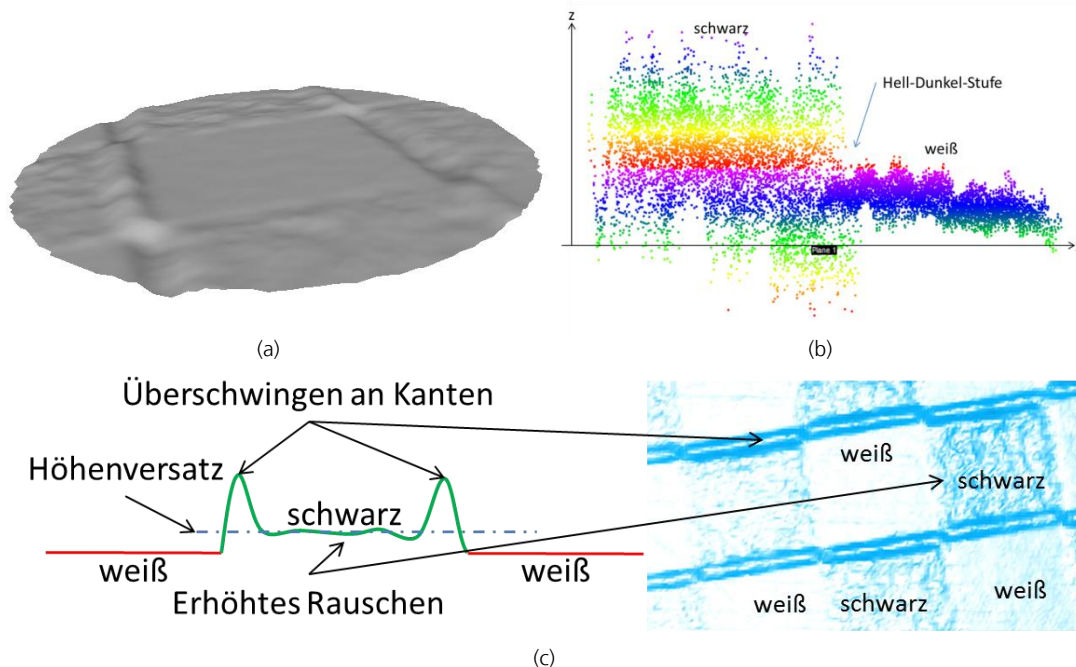 z
schwarz
Hell-Dunkel-Stufe
weiß
Plane 1
(a)
(b)
Überschwingen an Kanten
Höhenversatz
schwarz
weiß
weiß
Erhöhtes Rauschen
weiß
schwarz
weiß
schwarz
weiß
(c)